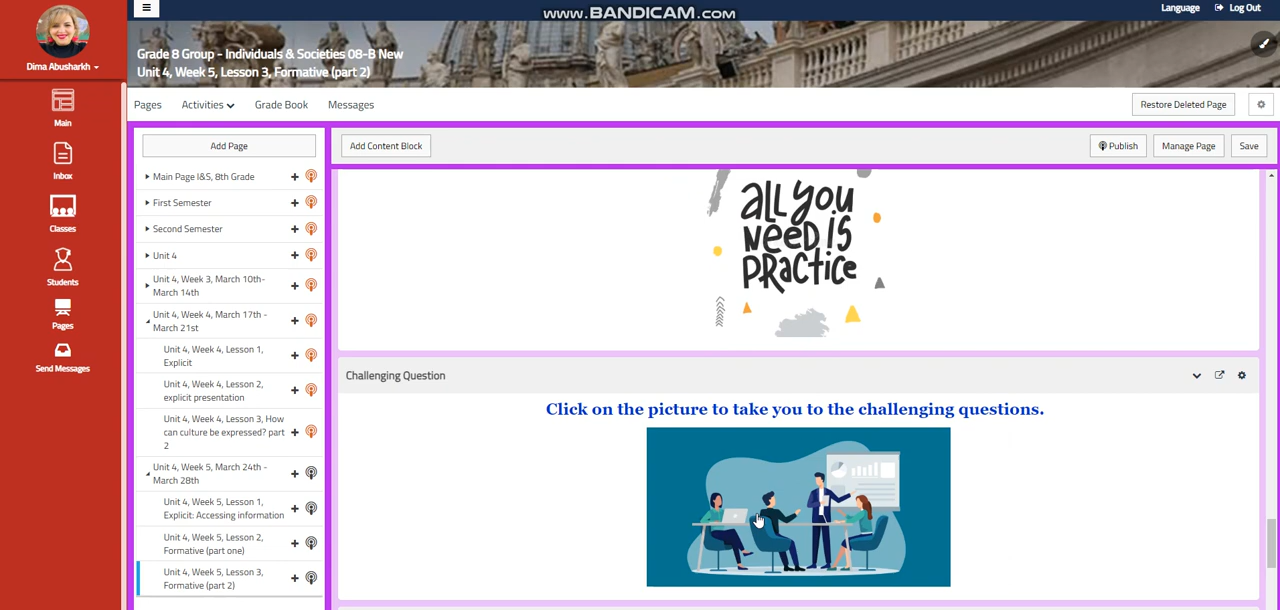 www.BANDICAM.com
Language
Log Out
Dima Abusharkh
Grade 8 Group - Individuals & Societies 08-B New
Unit 4, Week 5, Lesson 3, Formative (part 2)
Pages
Activities
Grade Book
Messages
Restore Deleted Page
Main
Inbox
Classes
Students
Pages
Send Messages
Add Page
Main Page I&S, 8th Grade
First Semester
Second Semester
Unit 4
Unit 4, Week 3, March 10th-
March 14th
Unit 4, Week 4, March 17th -
March 21st
Unit 4, Week 4, Lesson 1,
Explicit
Unit 4, Week 4, Lesson 2,
explicit presentation
Unit 4, Week 4, Lesson 3, How
can culture be expressed? part
2
Unit 4, Week 5, March 24th -
March 28th
Unit 4, Week 5, Lesson 1,
Explicit: Accessing information
Unit 4, Week 5, Lesson 2,
Formative (part one)
Unit 4, Week 5, Lesson 3,
Formative (part 2)
Add Content Block
Publish
Manage Page
Save
all you
need is
practice
Challenging Question
Click on the picture to take you to the challenging questions.